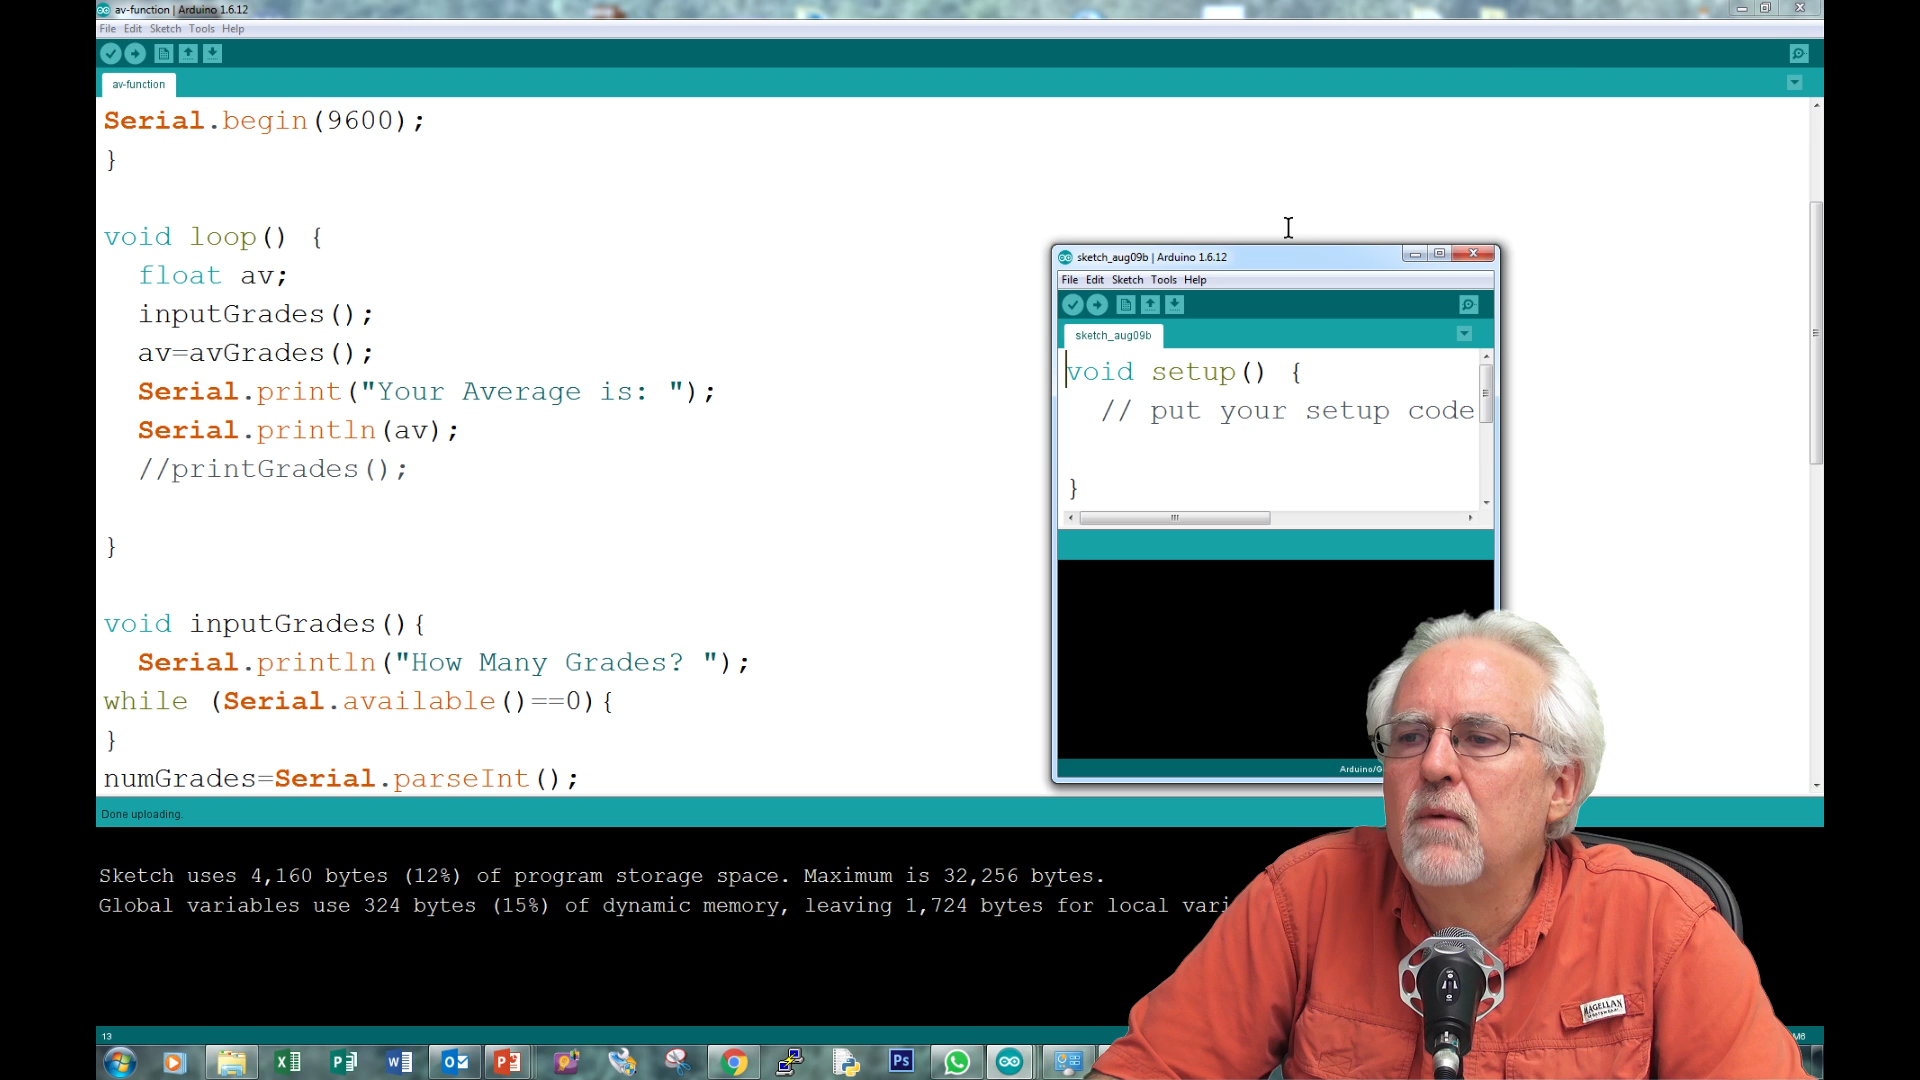 av-function | Arduino 1.6.12
File Edit Sketch Tools Help
av-function
Serial.begin(9600);
}
void loop() {
float av;
inputGrades();
av=avGrades();
Serial.print("Your Average is: ");
Serial.println(av);
//printGrades();
}
void inputGrades(){
Serial.println("How Many Grades? ");
while (Serial.available()==0){
}
numGrades=Serial.parseInt();
Done uploading.
Sketch uses 4,160 bytes (12%) of program storage space. Maximum is 32,256 bytes.
Global variables use 324 bytes (15%) of dynamic memory, leaving 1,724 bytes for local vari
13
sketch_aug09b | Arduino 1.6.12
File Edit Sketch Tools Help
sketch_aug09b
void setup() {
// put your setup code
}
Arduino/G
MAGELLAN
Ps